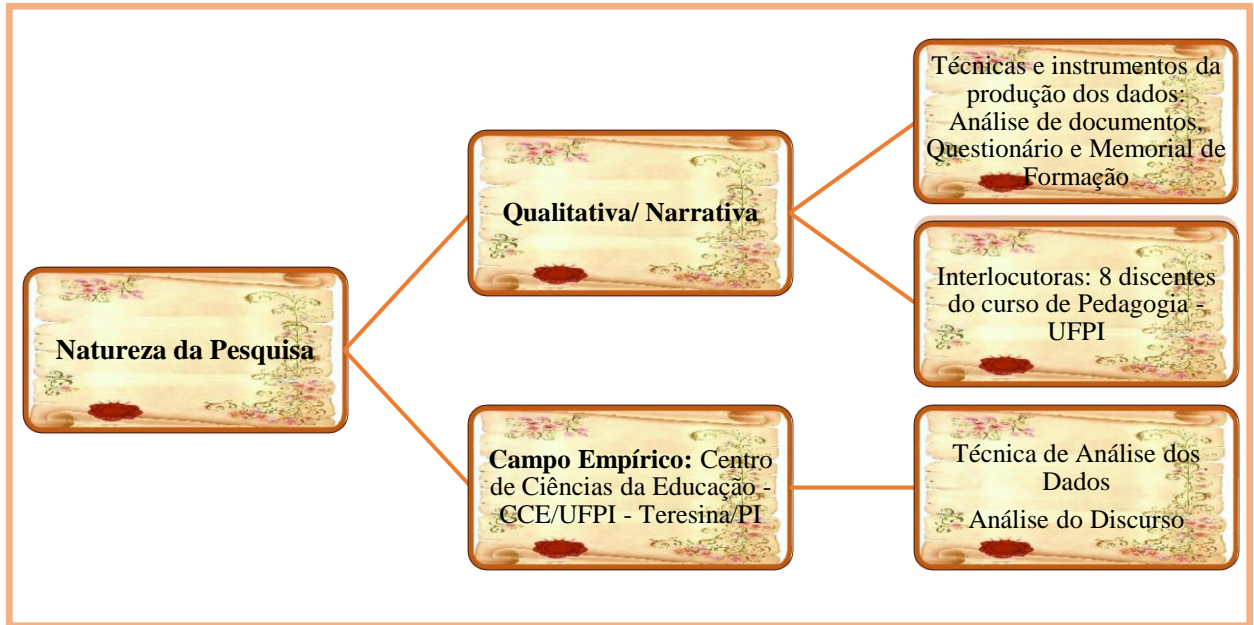 Natureza da Pesquisa
Qualitativa/ Narrativa
Campo Empírico: Centro
de Ciências da Educação -
CCE/UFPI - Teresina/PI
Técnicas e instrumentos da
produção dos dados:
Análise de documentos,
Questionário e Memorial de
Formação
Interlocutoras: 8 discentes
do curso de Pedagogia -
UFPI
Técnica de Análise dos
Dados
Análise do Discurso